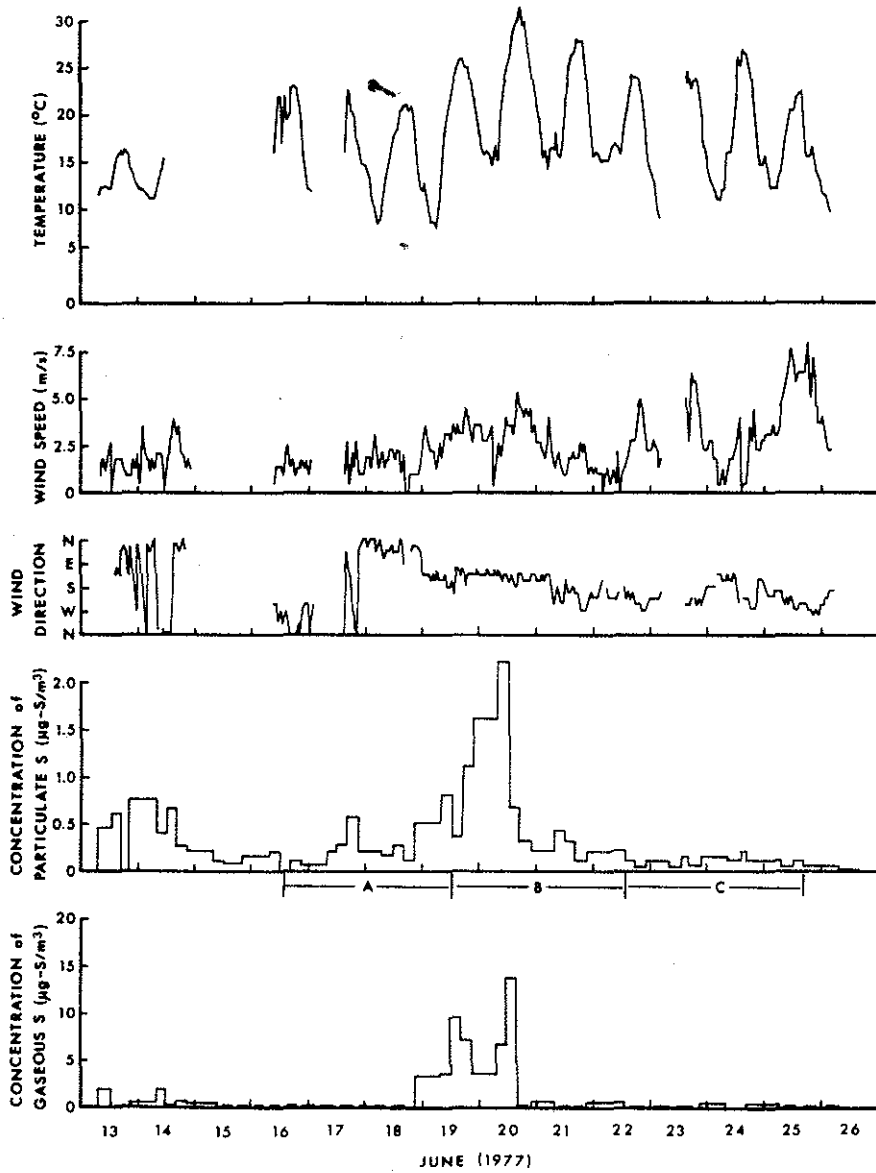 TEMPERATURE (°C)
30
25
20
15
10
5
0
WIND SPEED (m/s)
7.5
5.0
2.5
0
WIND
DIRECTION
N
E
S
W
N
CONCENTRATION of
PARTICULATE S (µg-S/m³)
2.0
1.5
1.0
0.5
0
A
B
C
CONCENTRATION of
GASEOUS S (µg-S/m³)
20
15
10
5
0
13 14 15 16 17 18 19 20 21 22 23 24 25 26
JUNE (1977)